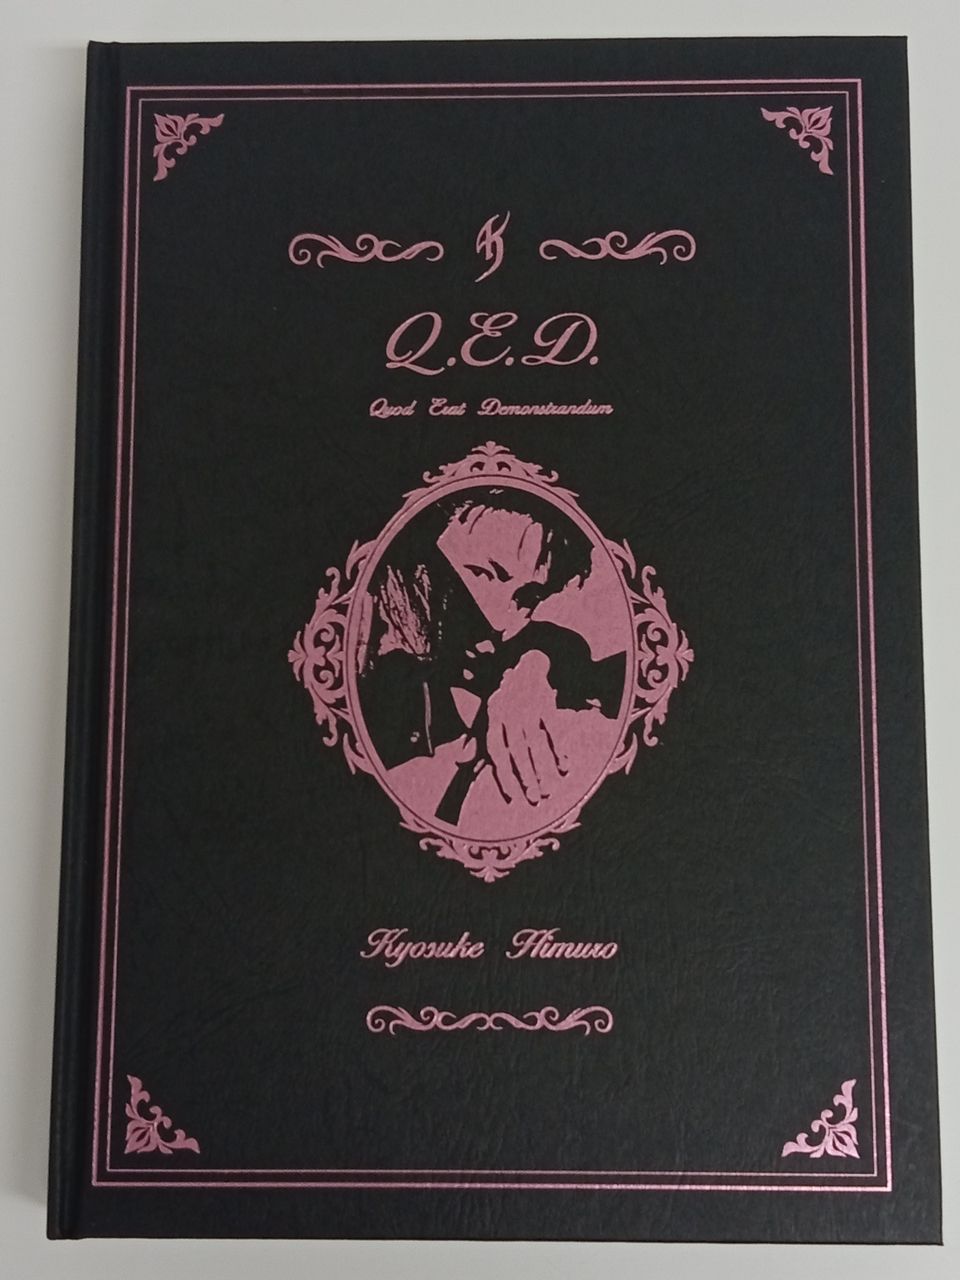 Q.E.D.
Quod Erat Demonstrandum
Kyosuke Himuro